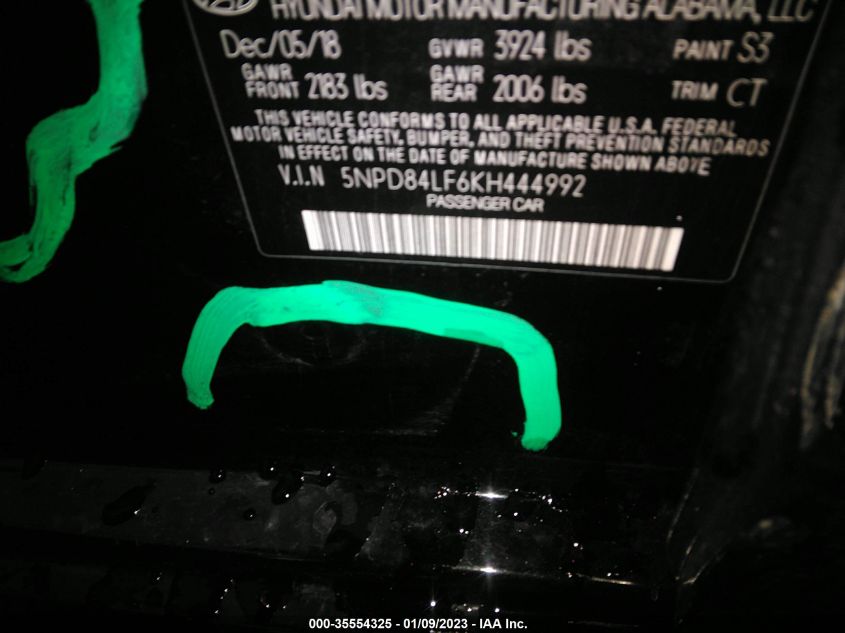 HYUNDAI MOTOR MANUFACTURING ALABAMA, LLC
Dec/05/18 GVWR 3924 lbs PAINT S3
GAWR FRONT 2183 lbs GAWR REAR 2006 lbs TRIM CT
THIS VEHICLE CONFORMS TO ALL APPLICABLE U.S.A. FEDERAL
MOTOR VEHICLE SAFETY, BUMPER, AND THEFT PREVENTION STANDARDS
IN EFFECT ON THE DATE OF MANUFACTURE SHOWN ABOVE
V.I.N 5NPD84LF6KH444992
PASSENGER CAR
000-35554325 - 01/09/2023 - IAA Inc.